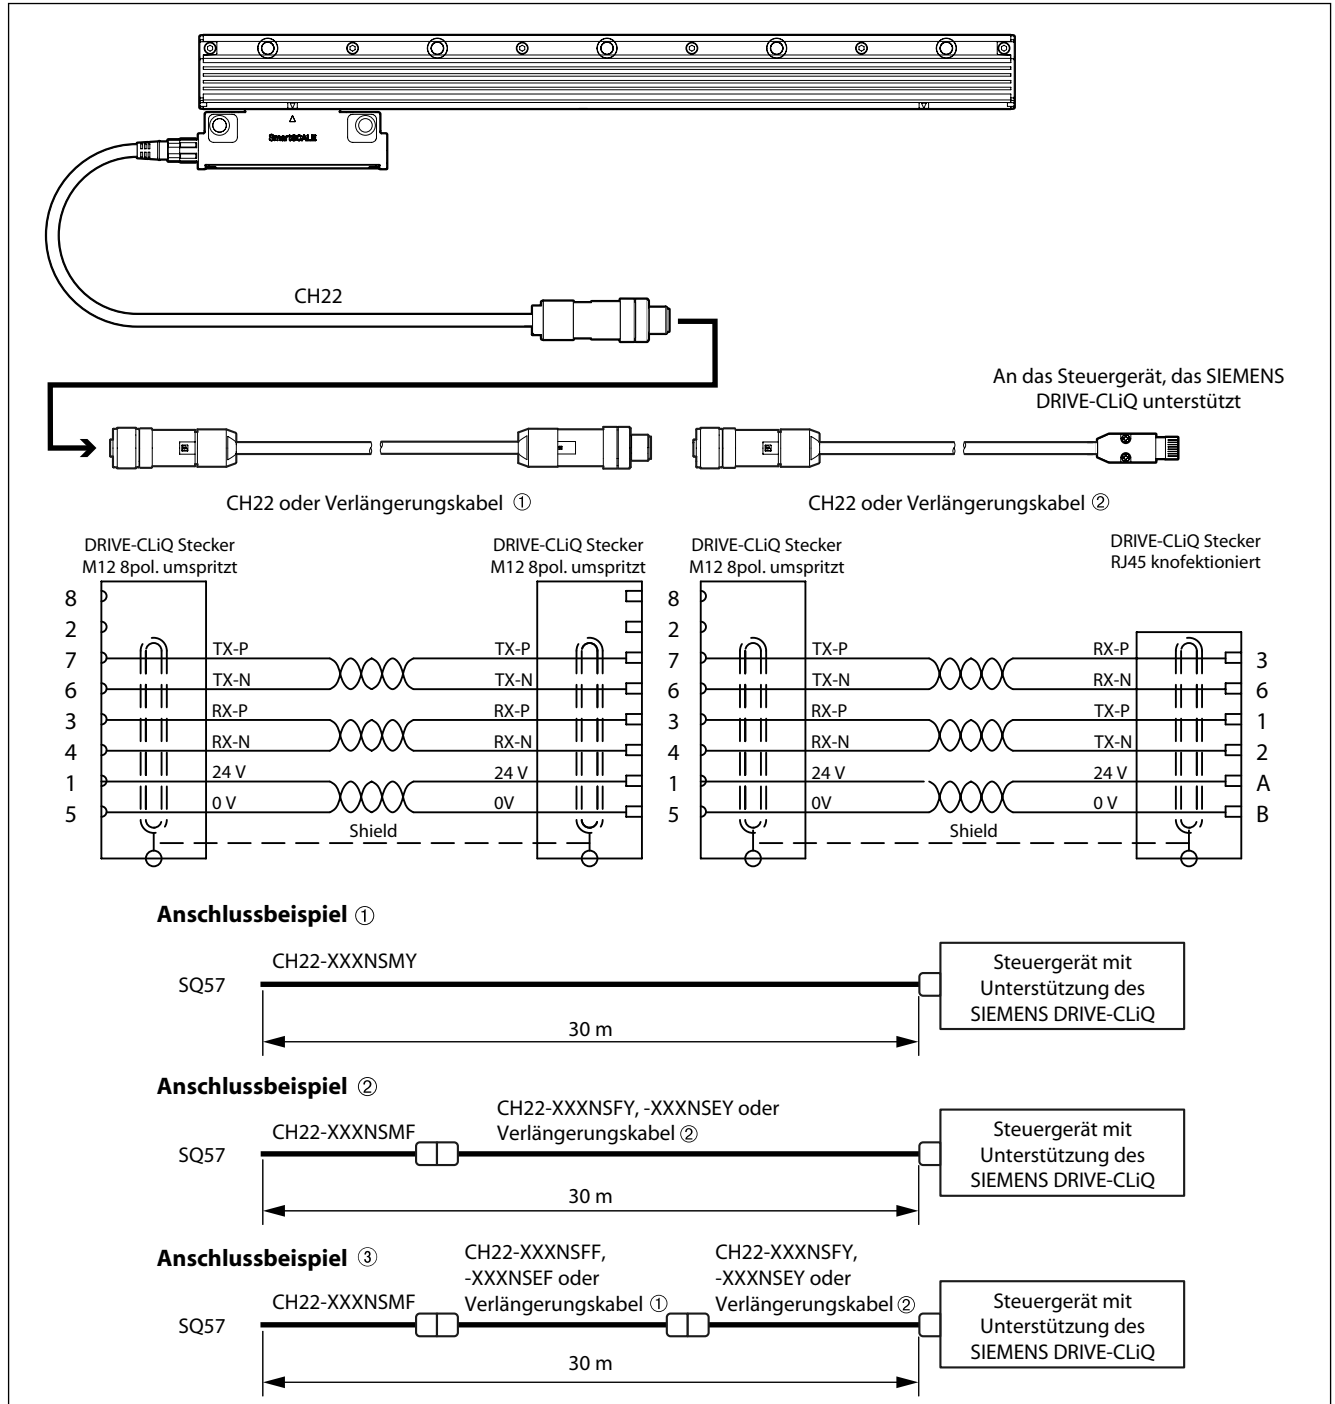 SmartSCALE
CH22
An das Steuergerät, das SIEMENS
DRIVE-CLiQ unterstützt
CH22 oder Verlängerungskabel ①
CH22 oder Verlängerungskabel ②
DRIVE-CLiQ Stecker
M12 8pol. umspritzt
DRIVE-CLiQ Stecker
M12 8pol. umspritzt
DRIVE-CLiQ Stecker
M12 8pol. umspritzt
DRIVE-CLiQ Stecker
RJ45 knofektioniert
8
2
7 TX-P TX-P
6 TX-N TX-N
3 RX-P RX-P
4 RX-N RX-N
1 24 V 24 V
5 0 V 0V
Shield
8
2
7 TX-P RX-P 3
6 TX-N RX-N 6
3 RX-P TX-P 1
4 RX-N TX-N 2
1 24 V 24 V A
5 0V 0 V B
Shield
Anschlussbeispiel ①
CH22-XXXNSMY
SQ57
30 m
Steuergerät mit
Unterstützung des
SIEMENS DRIVE-CLiQ
Anschlussbeispiel ②
CH22-XXXNSMF
CH22-XXXNSFY, -XXXNSEY oder
Verlängerungskabel ②
SQ57
30 m
Steuergerät mit
Unterstützung des
SIEMENS DRIVE-CLiQ
Anschlussbeispiel ③
CH22-XXXNSMF
CH22-XXXNSFF,
-XXXNSEF oder
Verlängerungskabel ①
CH22-XXXNSFY,
-XXXNSEY oder
Verlängerungskabel ②
SQ57
30 m
Steuergerät mit
Unterstützung des
SIEMENS DRIVE-CLiQ